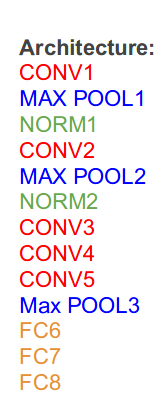 Architecture:
CONV1
MAX POOL1
NORM1
CONV2
MAX POOL2
NORM2
CONV3
CONV4
CONV5
Max POOL3
FC6
FC7
FC8